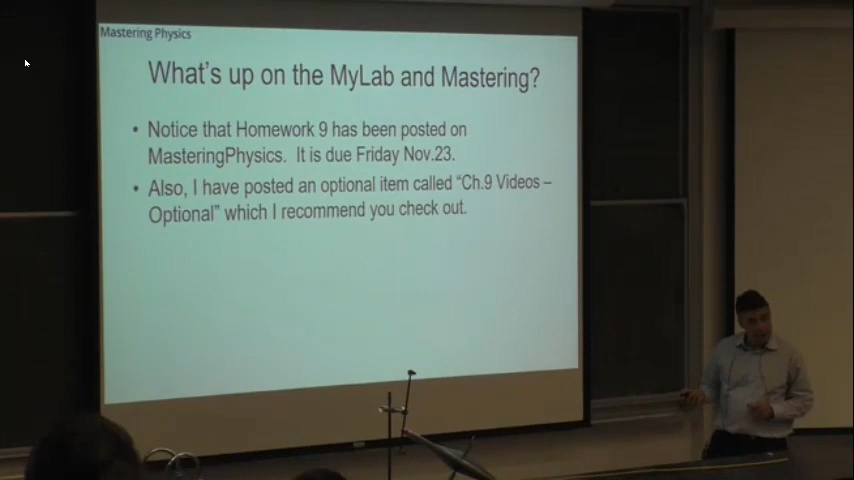 Mastering Physics
What's up on the MyLab and Mastering?
• Notice that Homework 9 has been posted on
MasteringPhysics. It is due Friday Nov.23.
• Also, I have posted an optional item called “Ch.9 Videos –
Optional” which I recommend you check out.